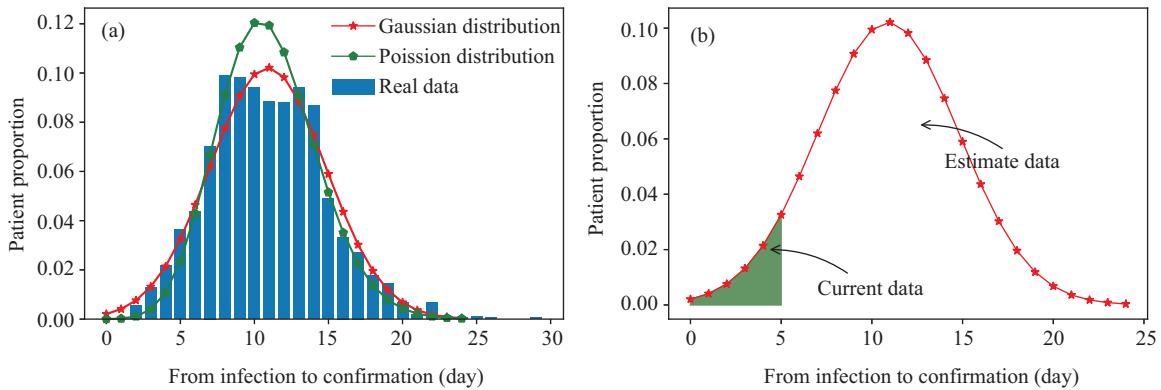 (a)
Gaussian distribution
Poission distribution
Real data
Patient proportion
0.12
0.10
0.08
0.06
0.04
0.02
0.00
0 5 10 15 20 25 30
From infection to confirmation (day)
(b)
Patient proportion
0.10
0.08
0.06
0.04
0.02
0.00
Estimate data
Current data
0 5 10 15 20 25
From infection to confirmation (day)